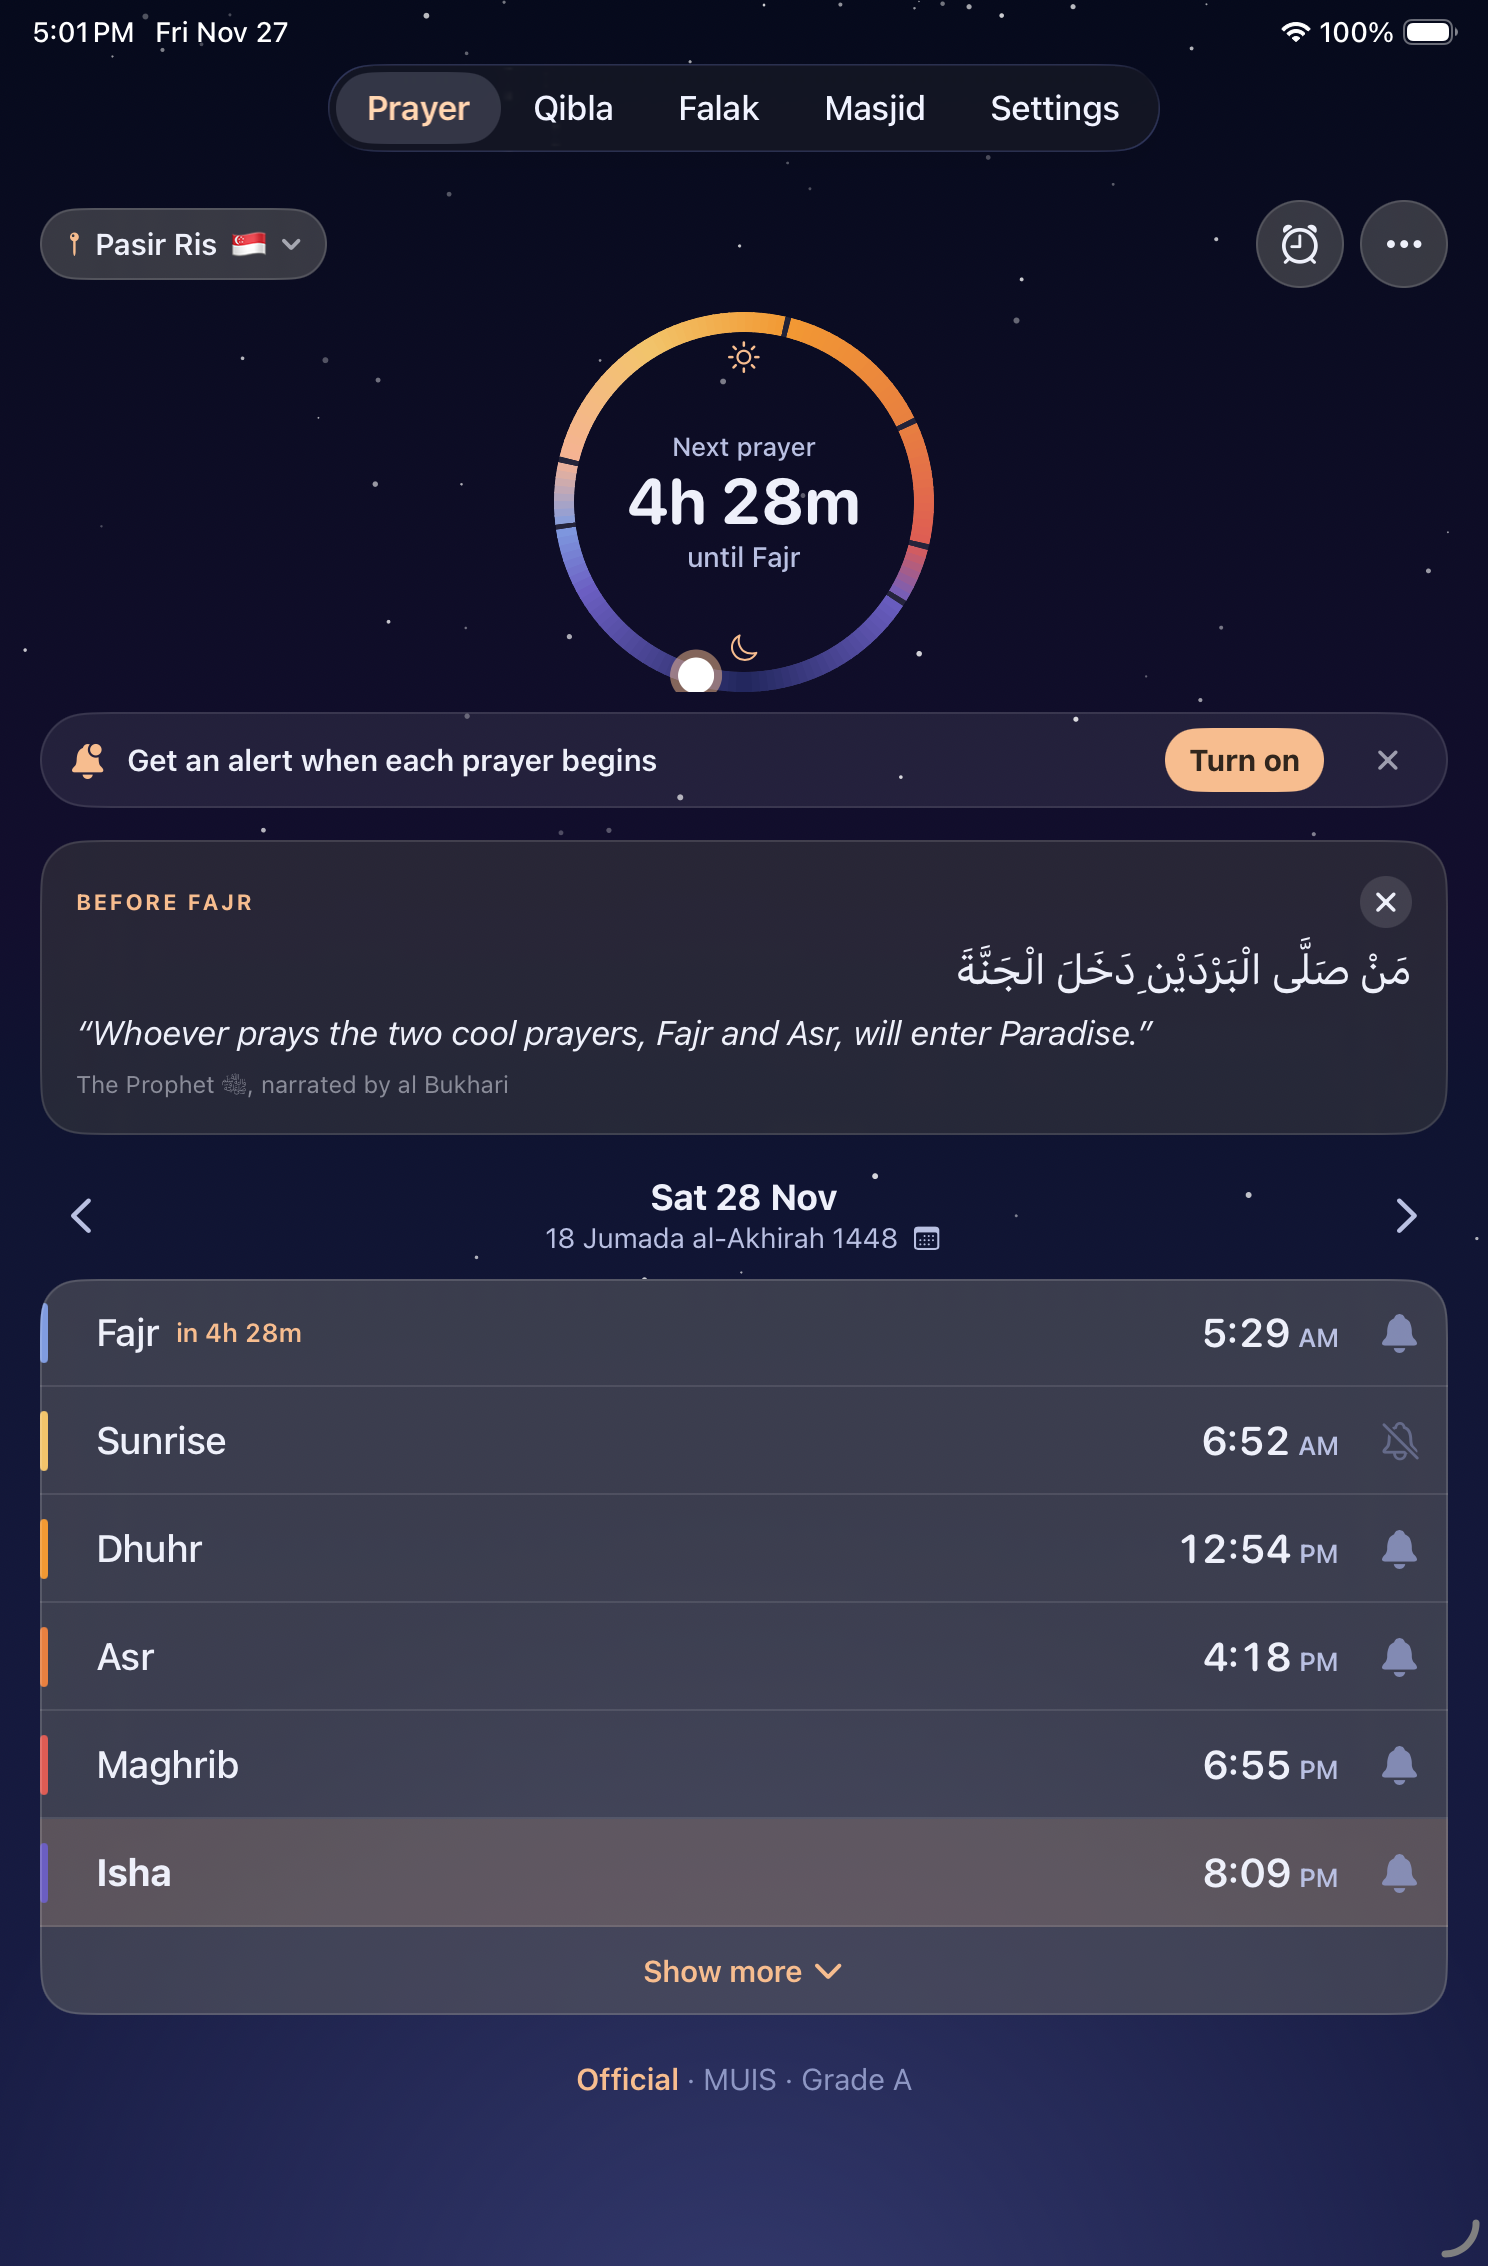 5:01 PM Fri Nov 27
100%
Prayer Qibla Falak Masjid Settings
Pasir Ris
Next prayer
4h 28m
until Fajr
Get an alert when each prayer begins
Turn on
BEFORE FAJR
مَنْ صَلَّى الْبَرْدَيْنِ دَخَلَ الْجَنَّةَ
“Whoever prays the two cool prayers, Fajr and Asr, will enter Paradise.”
The Prophet ﷺ, narrated by al Bukhari
Sat 28 Nov
18 Jumada al-Akhirah 1448
Fajr in 4h 28m 5:29 AM
Sunrise 6:52 AM
Dhuhr 12:54 PM
Asr 4:18 PM
Maghrib 6:55 PM
Isha 8:09 PM
Show more
Official · MUIS · Grade A